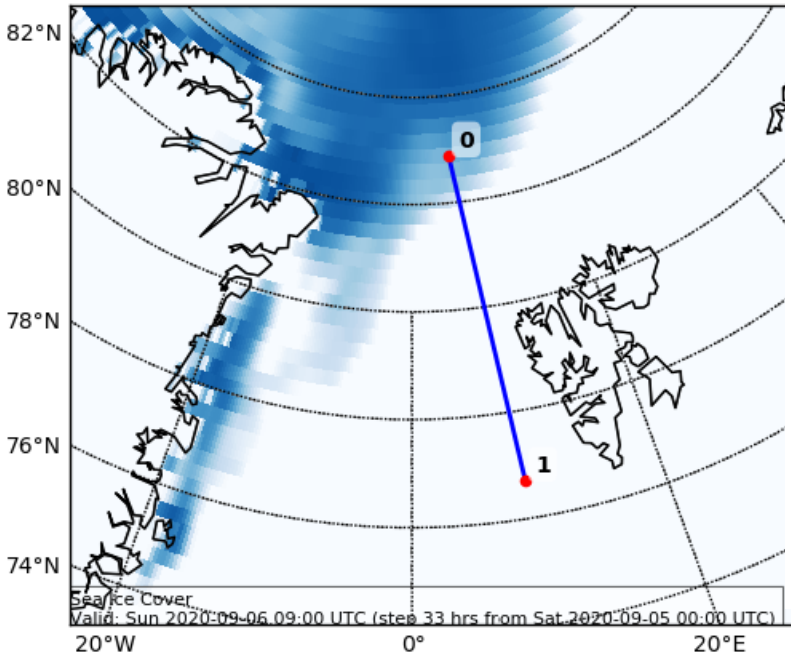 82°N
0
80°N
78°N
76°N
1
74°N
Sea Ice Cover
Valid: Sun 2020-09-06 09:00 UTC (step 33 hrs from Sat 2020-09-05 00:00 UTC)
20°W 0° 20°E